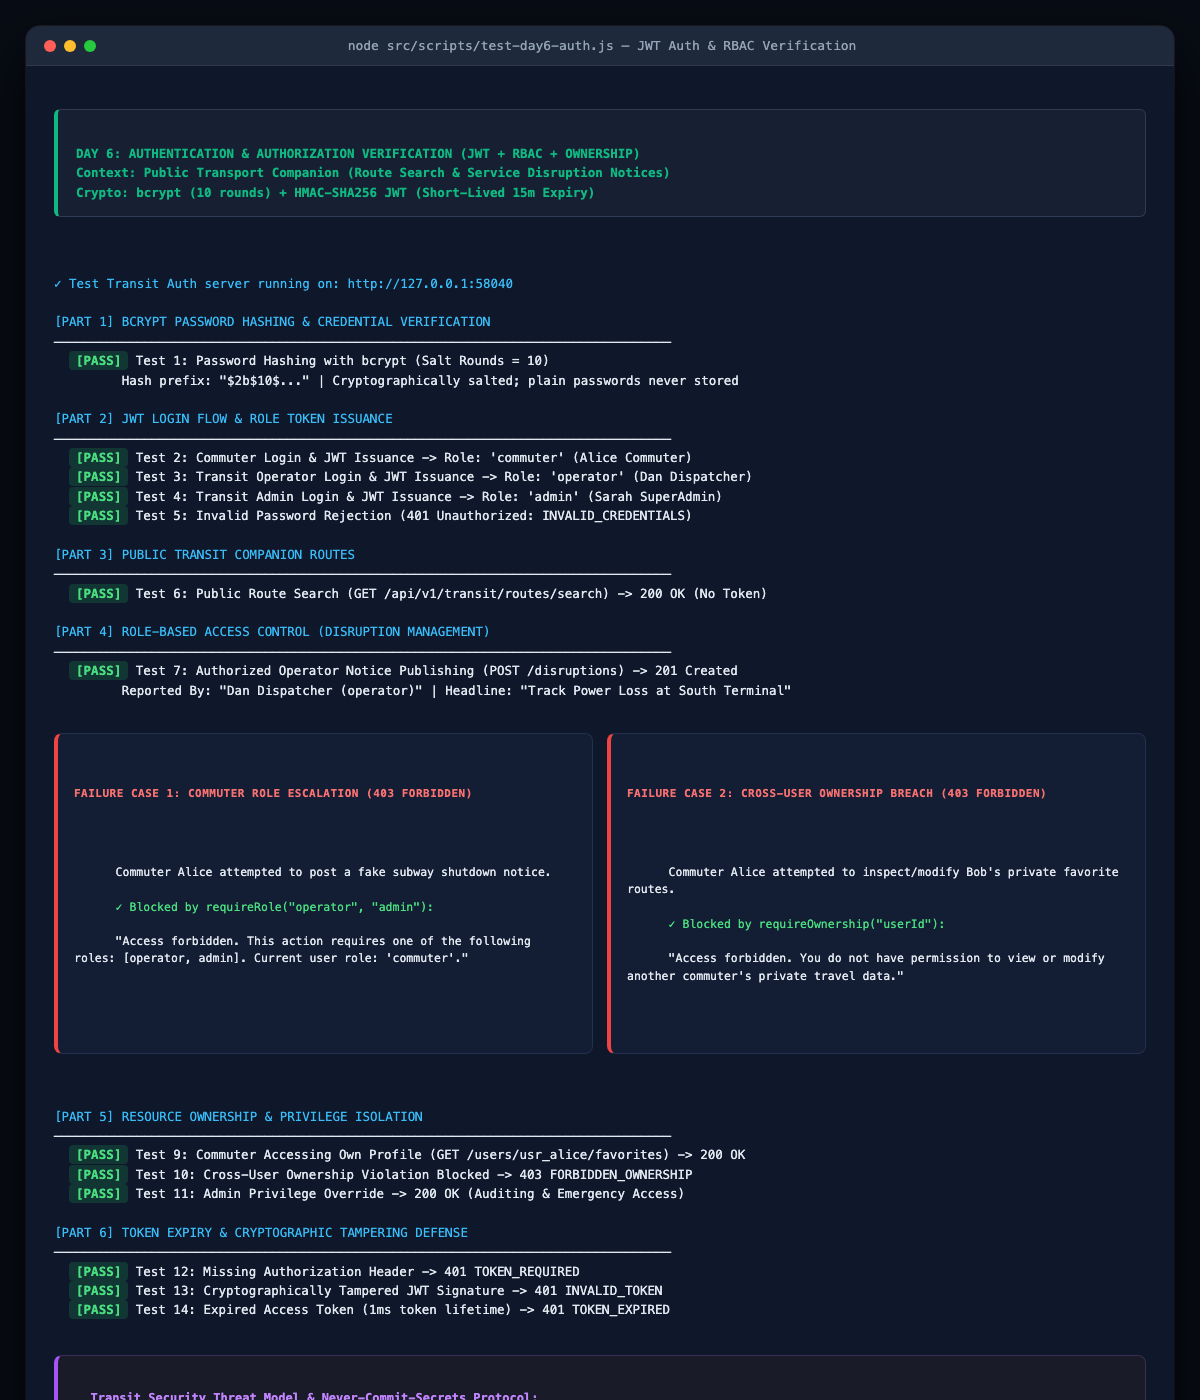 node src/scripts/test-day6-auth.js — JWT Auth & RBAC Verification
DAY 6: AUTHENTICATION & AUTHORIZATION VERIFICATION (JWT + RBAC + OWNERSHIP)
Context: Public Transport Companion (Route Search & Service Disruption Notices)
Crypto: bcrypt (10 rounds) + HMAC-SHA256 JWT (Short-Lived 15m Expiry)
✓ Test Transit Auth server running on: http://127.0.0.1:58040
[PART 1] BCRYPT PASSWORD HASHING & CREDENTIAL VERIFICATION
[PASS] Test 1: Password Hashing with bcrypt (Salt Rounds = 10)
Hash prefix: "$2b$10$..." | Cryptographically salted; plain passwords never stored
[PART 2] JWT LOGIN FLOW & ROLE TOKEN ISSUANCE
[PASS] Test 2: Commuter Login & JWT Issuance -> Role: 'commuter' (Alice Commuter)
[PASS] Test 3: Transit Operator Login & JWT Issuance -> Role: 'operator' (Dan Dispatcher)
[PASS] Test 4: Transit Admin Login & JWT Issuance -> Role: 'admin' (Sarah SuperAdmin)
[PASS] Test 5: Invalid Password Rejection (401 Unauthorized: INVALID_CREDENTIALS)
[PART 3] PUBLIC TRANSIT COMPANION ROUTES
[PASS] Test 6: Public Route Search (GET /api/v1/transit/routes/search) -> 200 OK (No Token)
[PART 4] ROLE-BASED ACCESS CONTROL (DISRUPTION MANAGEMENT)
[PASS] Test 7: Authorized Operator Notice Publishing (POST /disruptions) -> 201 Created
Reported By: "Dan Dispatcher (operator)" | Headline: "Track Power Loss at South Terminal"
FAILURE CASE 1: COMMUTER ROLE ESCALATION (403 FORBIDDEN)
Commuter Alice attempted to post a fake subway shutdown notice.
✓ Blocked by requireRole("operator", "admin"):
"Access forbidden. This action requires one of the following
roles: [operator, admin]. Current user role: 'commuter'."
FAILURE CASE 2: CROSS-USER OWNERSHIP BREACH (403 FORBIDDEN)
Commuter Alice attempted to inspect/modify Bob's private favorite
routes.
✓ Blocked by requireOwnership("userId"):
"Access forbidden. You do not have permission to view or modify
another commuter's private travel data."
[PART 5] RESOURCE OWNERSHIP & PRIVILEGE ISOLATION
[PASS] Test 9: Commuter Accessing Own Profile (GET /users/usr_alice/favorites) -> 200 OK
[PASS] Test 10: Cross-User Ownership Violation Blocked -> 403 FORBIDDEN_OWNERSHIP
[PASS] Test 11: Admin Privilege Override -> 200 OK (Auditing & Emergency Access)
[PART 6] TOKEN EXPIRY & CRYPTOGRAPHIC TAMPERING DEFENSE
[PASS] Test 12: Missing Authorization Header -> 401 TOKEN_REQUIRED
[PASS] Test 13: Cryptographically Tampered JWT Signature -> 401 INVALID_TOKEN
[PASS] Test 14: Expired Access Token (1ms token lifetime) -> 401 TOKEN_EXPIRED
Transit Security Threat Model & Never-Commit-Secrets Protocol: